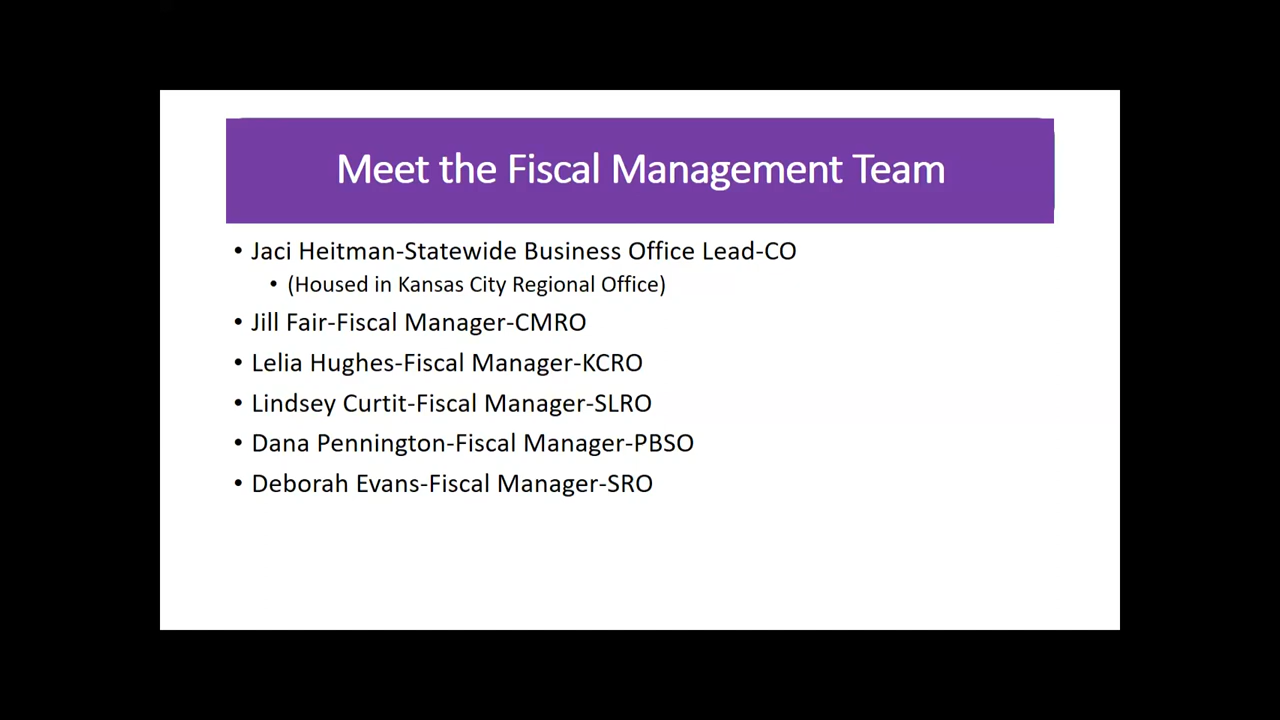 Meet the Fiscal Management Team
• Jaci Heitman-Statewide Business Office Lead-CO
• (Housed in Kansas City Regional Office)
• Jill Fair-Fiscal Manager-CMRO
• Lelia Hughes-Fiscal Manager-KCRO
• Lindsey Curtit-Fiscal Manager-SLRO
• Dana Pennington-Fiscal Manager-PBSO
• Deborah Evans-Fiscal Manager-SRO